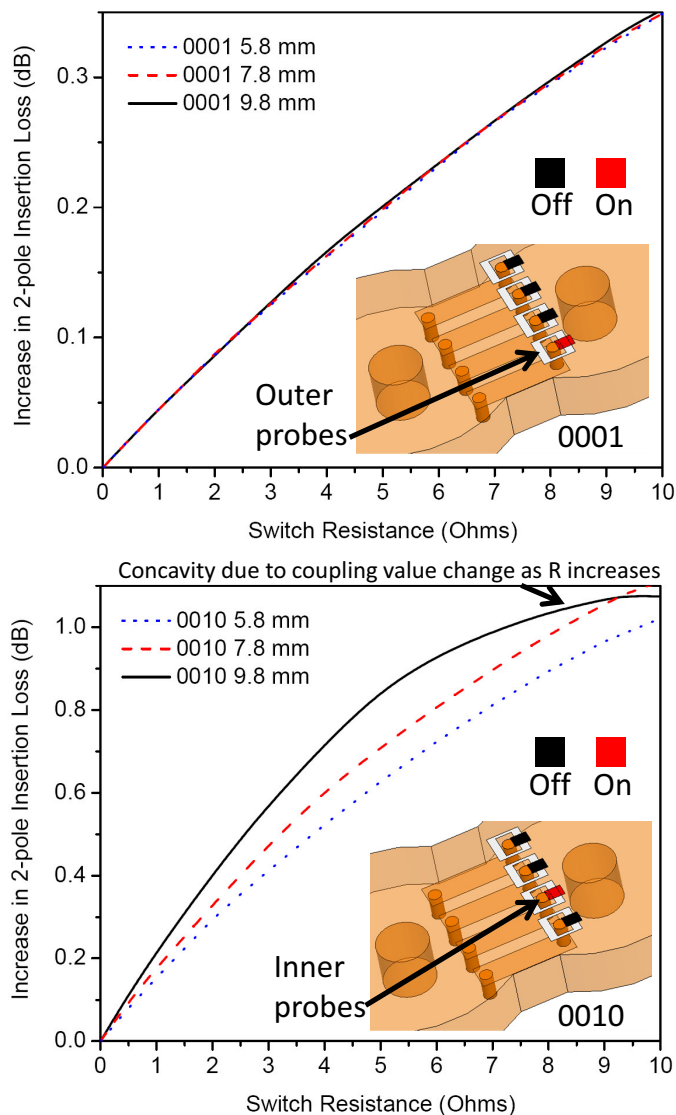 Increase in 2-pole Insertion Loss (dB)
0.3
0.2
0.1
0.0
0001 5.8 mm
0001 7.8 mm
0001 9.8 mm
Off On
Outer
probes
0001
0 1 2 3 4 5 6 7 8 9 10
Switch Resistance (Ohms)
Concavity due to coupling value change as R increases
Increase in 2-pole Insertion Loss (dB)
1.0
0.8
0.6
0.4
0.2
0.0
0010 5.8 mm
0010 7.8 mm
0010 9.8 mm
Off On
Inner
probes
0010
0 1 2 3 4 5 6 7 8 9 10
Switch Resistance (Ohms)